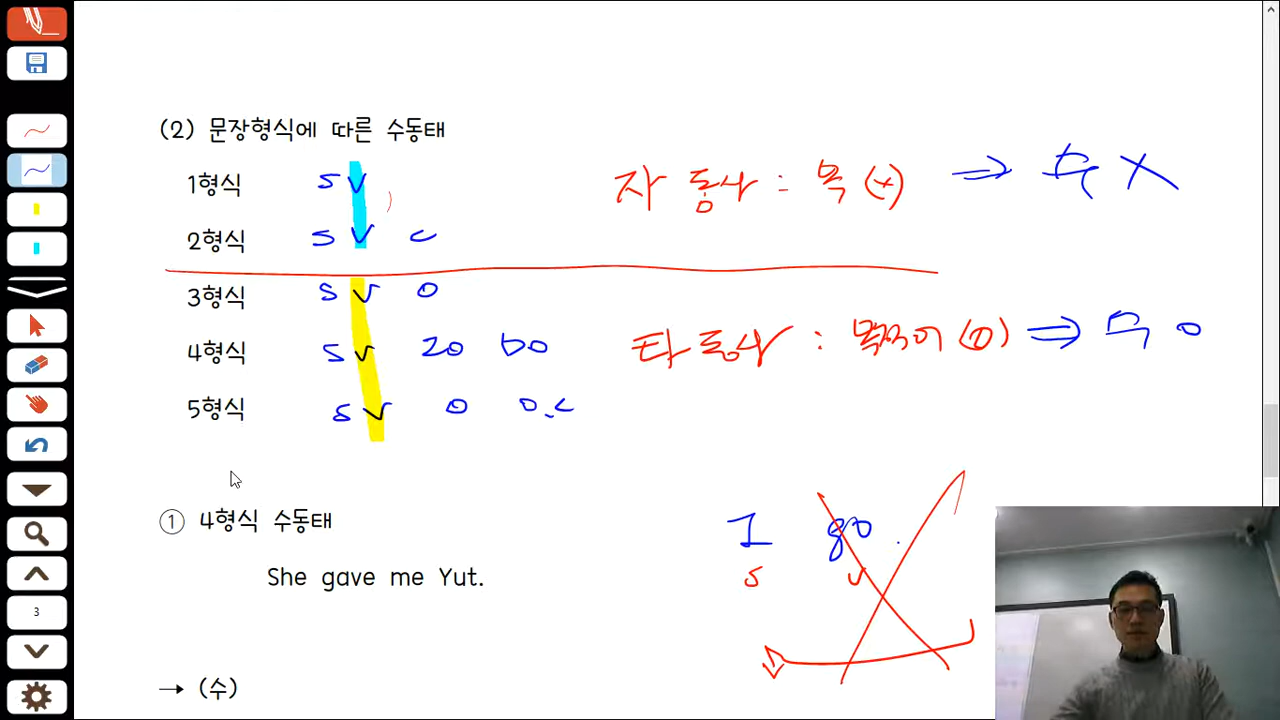 (2) 문장형식에 따른 수동태
1형식 S V 자동사 : 목(x) ⇒ 수 X
2형식 S V C
3형식 S V O
4형식 S V IO DO 타동사 : 목적어(O) ⇒ 수 O
5형식 S V O O.C
① 4형식 수동태
I go.
S V
She gave me Yut.
3
→ (수)